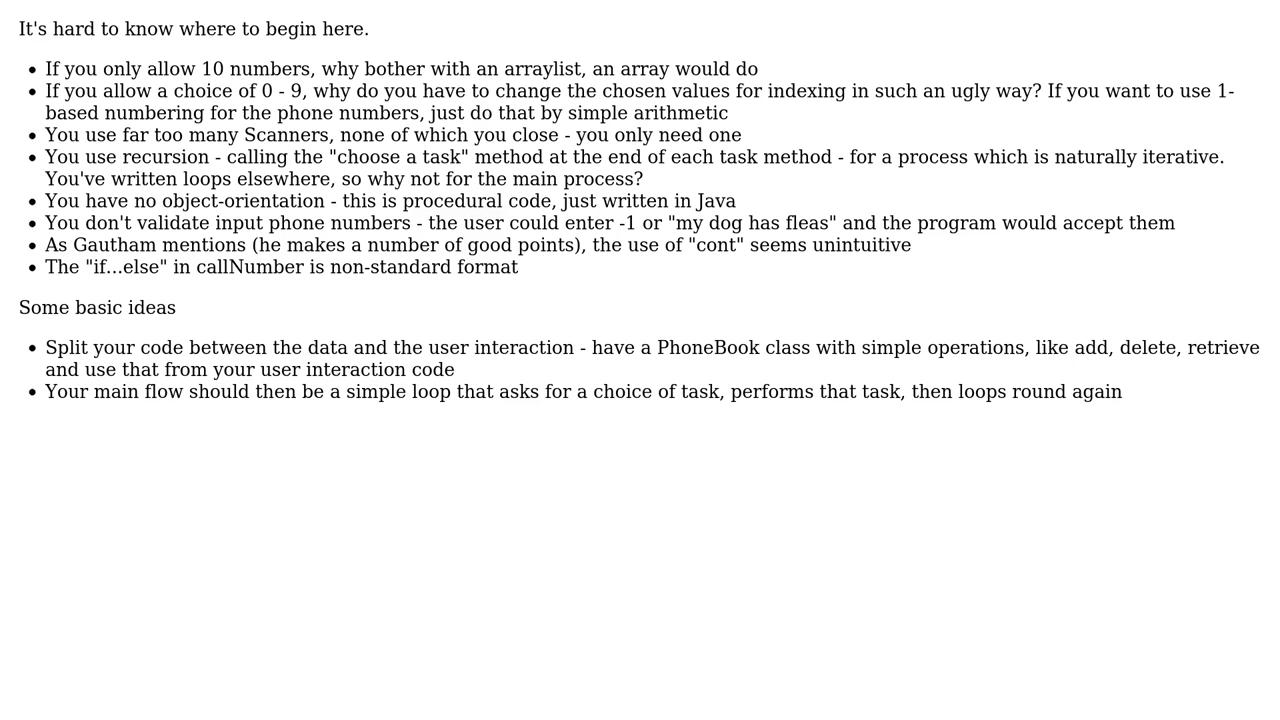 It's hard to know where to begin here.
• If you only allow 10 numbers, why bother with an arraylist, an array would do
• If you allow a choice of 0 - 9, why do you have to change the chosen values for indexing in such an ugly way? If you want to use 1-
based numbering for the phone numbers, just do that by simple arithmetic
• You use far too many Scanners, none of which you close - you only need one
• You use recursion - calling the "choose a task" method at the end of each task method - for a process which is naturally iterative.
You've written loops elsewhere, so why not for the main process?
• You have no object-orientation - this is procedural code, just written in Java
• You don't validate input phone numbers - the user could enter -1 or "my dog has fleas" and the program would accept them
• As Gautham mentions (he makes a number of good points), the use of "cont" seems unintuitive
• The "if...else" in callNumber is non-standard format
Some basic ideas
• Split your code between the data and the user interaction - have a PhoneBook class with simple operations, like add, delete, retrieve
and use that from your user interaction code
• Your main flow should then be a simple loop that asks for a choice of task, performs that task, then loops round again